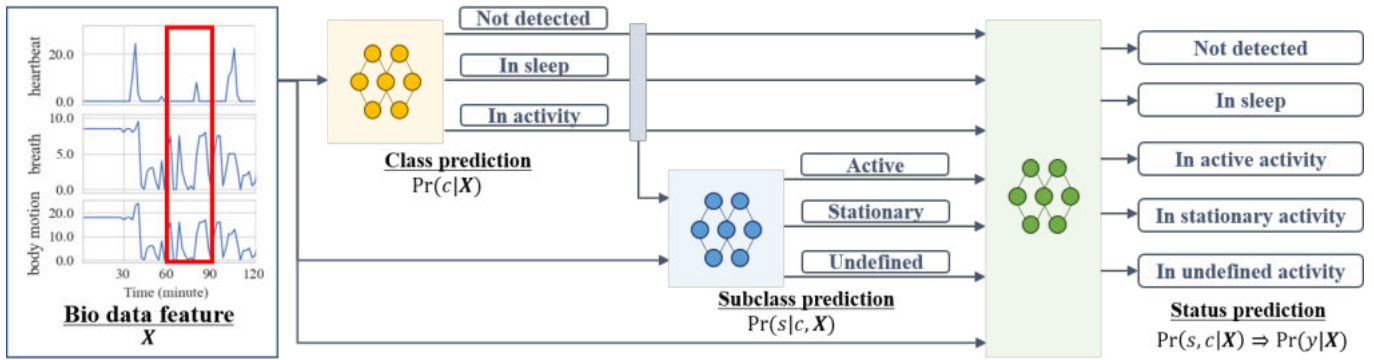 heartbeat
20.0
0.0
breath
10.0
5.0
0.0
body motion
20.0
10.0
0.0
30 60 90 120
Time (minute)
Bio data feature
X
Class prediction
Pr(c|X)
Not detected
In sleep
In activity
Subclass prediction
Pr(s|c, X)
Active
Stationary
Undefined
Not detected
In sleep
In active activity
In stationary activity
In undefined activity
Status prediction
Pr(s, c|X) ⇒ Pr(y|X)